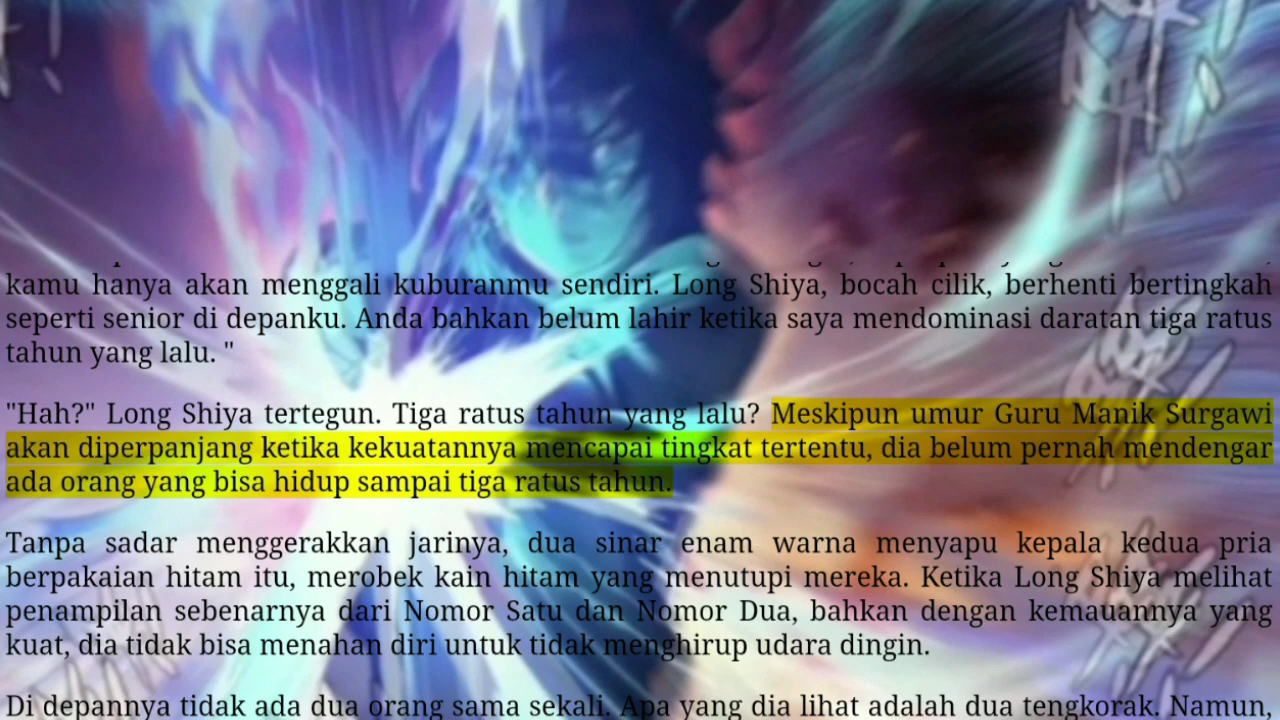 kamu hanya akan menggali kuburanmu sendiri. Long Shiya, bocah cilik, berhenti bertingkah
seperti senior di depanku. Anda bahkan belum lahir ketika saya mendominasi daratan tiga ratus
tahun yang lalu. "
"Hah?" Long Shiya tertegun. Tiga ratus tahun yang lalu? Meskipun umur Guru Manik Surgawi
akan diperpanjang ketika kekuatannya mencapai tingkat tertentu, dia belum pernah mendengar
ada orang yang bisa hidup sampai tiga ratus tahun.
Tanpa sadar menggerakkan jarinya, dua sinar enam warna menyapu kepala kedua pria
berpakaian hitam itu, merobek kain hitam yang menutupi mereka. Ketika Long Shiya melihat
penampilan sebenarnya dari Nomor Satu dan Nomor Dua, bahkan dengan kemauannya yang
kuat, dia tidak bisa menahan diri untuk tidak menghirup udara dingin.
Di depannya tidak ada dua orang sama sekali. Apa yang dia lihat adalah dua tengkorak. Namun,